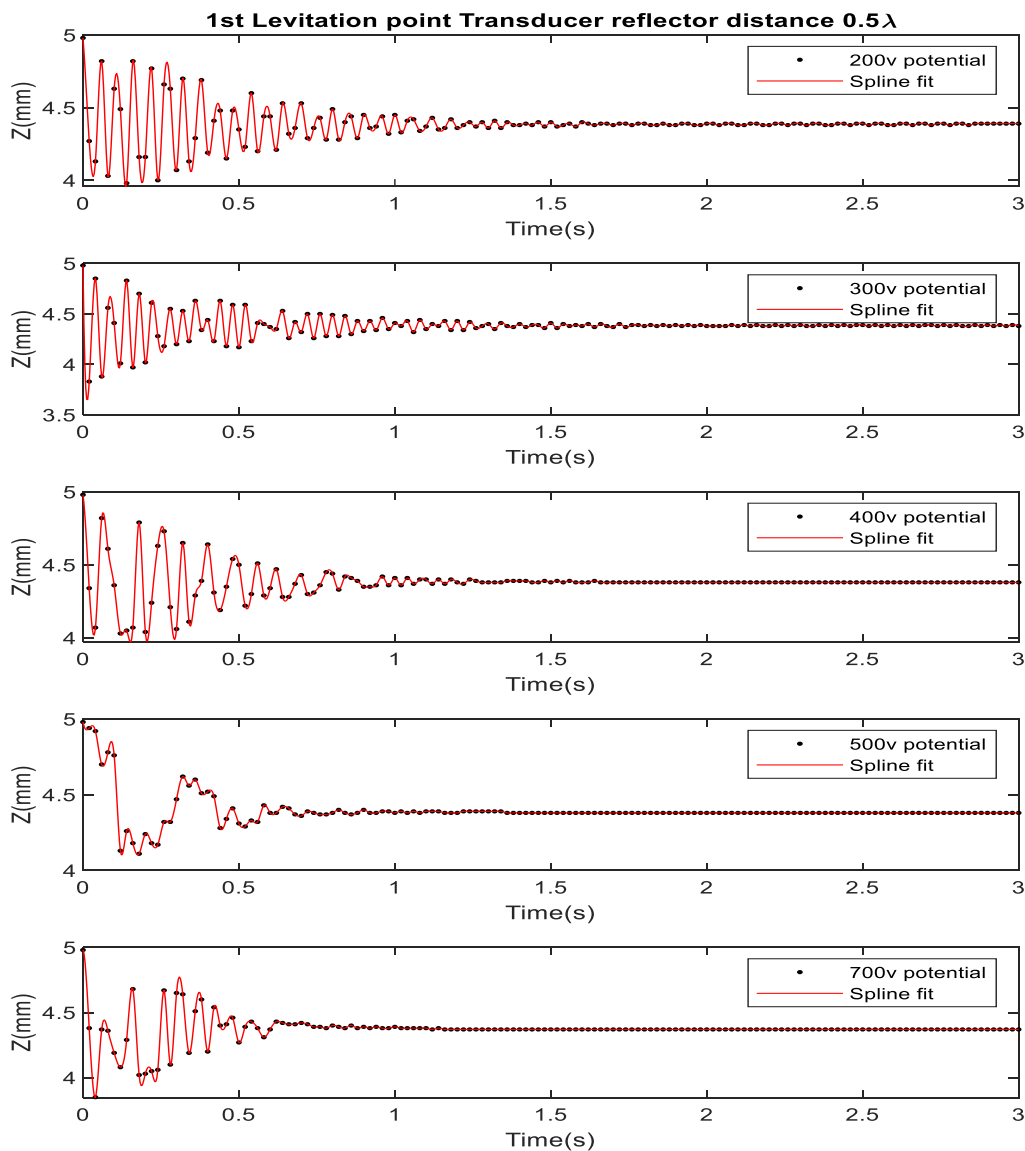 1st Levitation point Transducer reflector distance 0.5λ
5
4.5
4
Z(mm)
200v potential
Spline fit
0 0.5 1 1.5 2 2.5 3
Time(s)
5
4.5
4
3.5
Z(mm)
300v potential
Spline fit
0 0.5 1 1.5 2 2.5 3
Time(s)
5
4.5
4
Z(mm)
400v potential
Spline fit
0 0.5 1 1.5 2 2.5 3
Time(s)
5
4.5
4
Z(mm)
500v potential
Spline fit
0 0.5 1 1.5 2 2.5 3
Time(s)
5
4.5
4
Z(mm)
700v potential
Spline fit
0 0.5 1 1.5 2 2.5 3
Time(s)